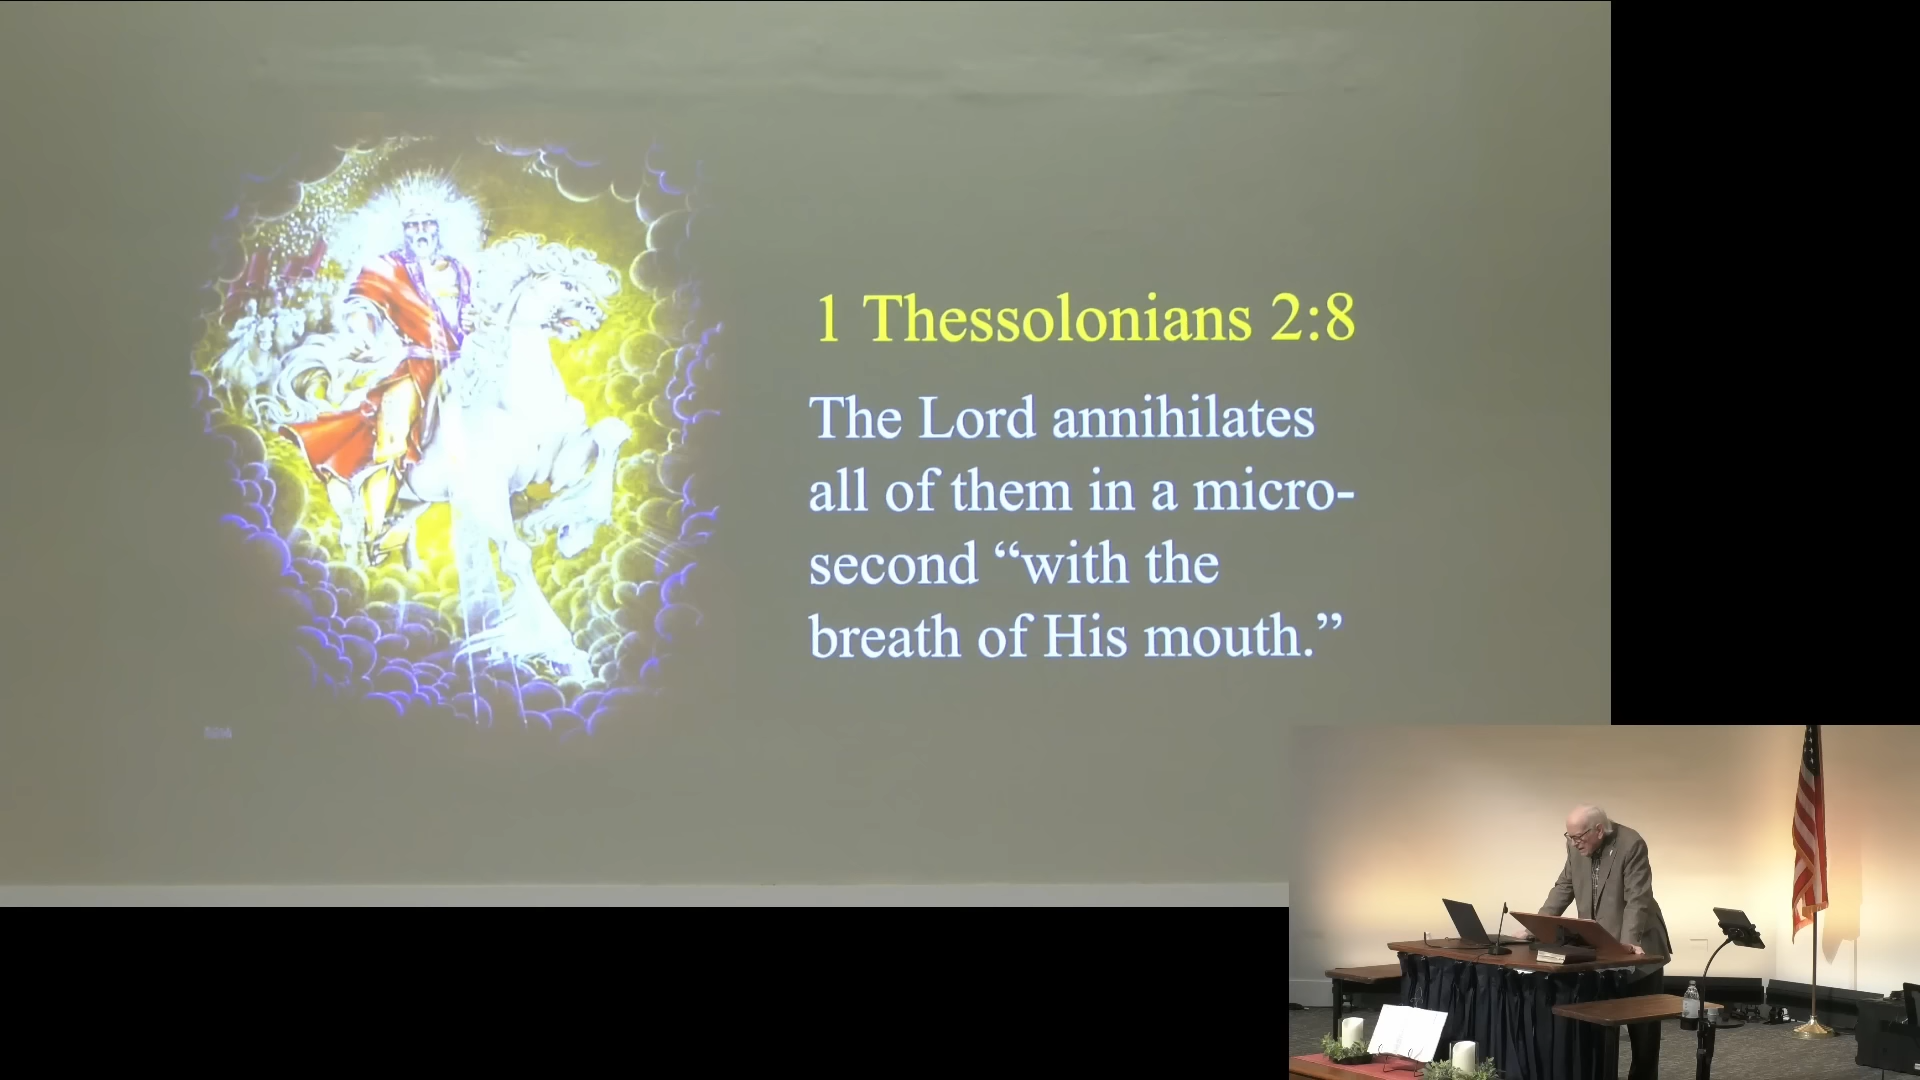 1 Thessolonians 2:8
The Lord annihilates
all of them in a micro-
second “with the
breath of His mouth.”